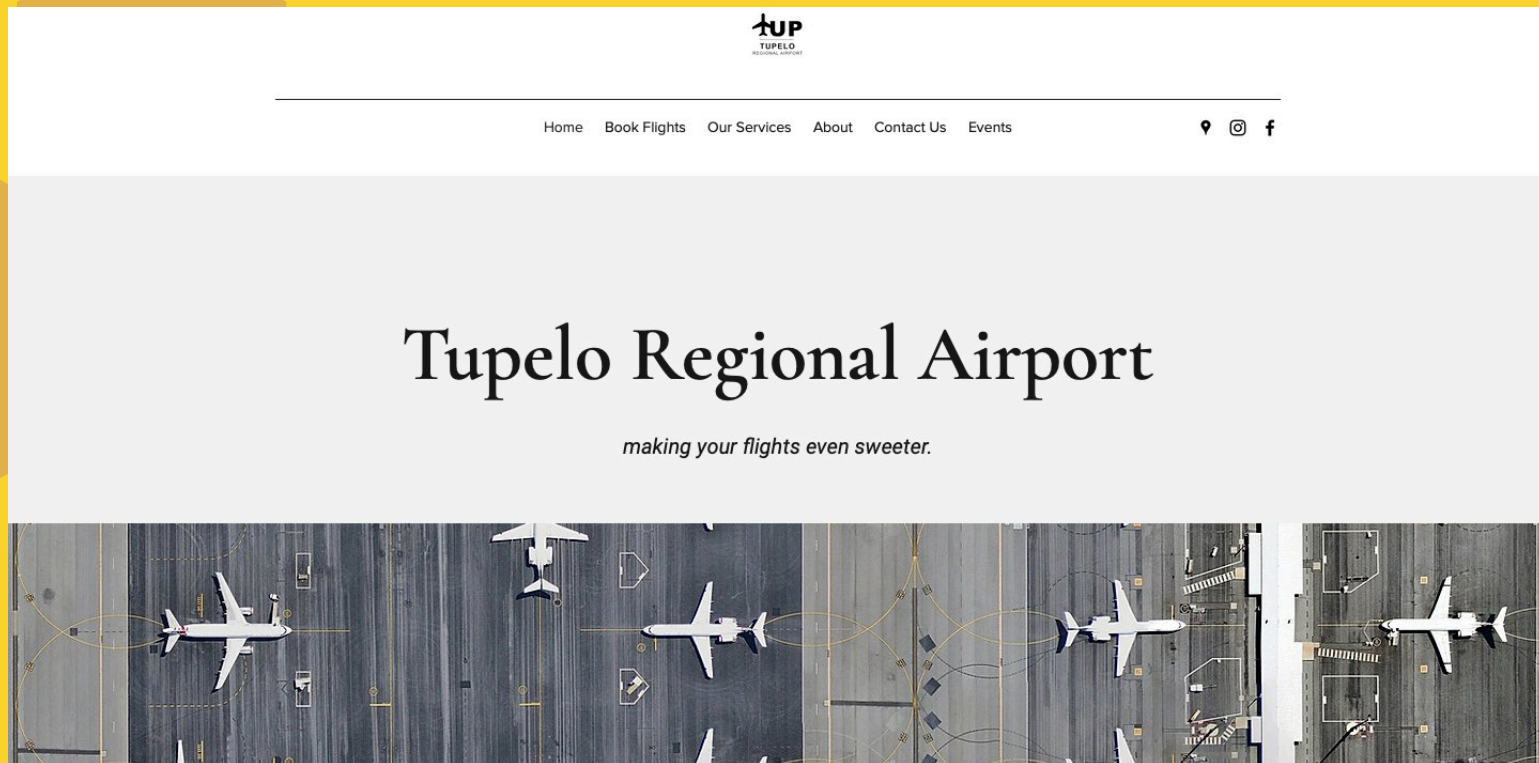 UP
TUPELO
REGIONAL AIRPORT
Home Book Flights Our Services About Contact Us Events
Tupelo Regional Airport
making your flights even sweeter.